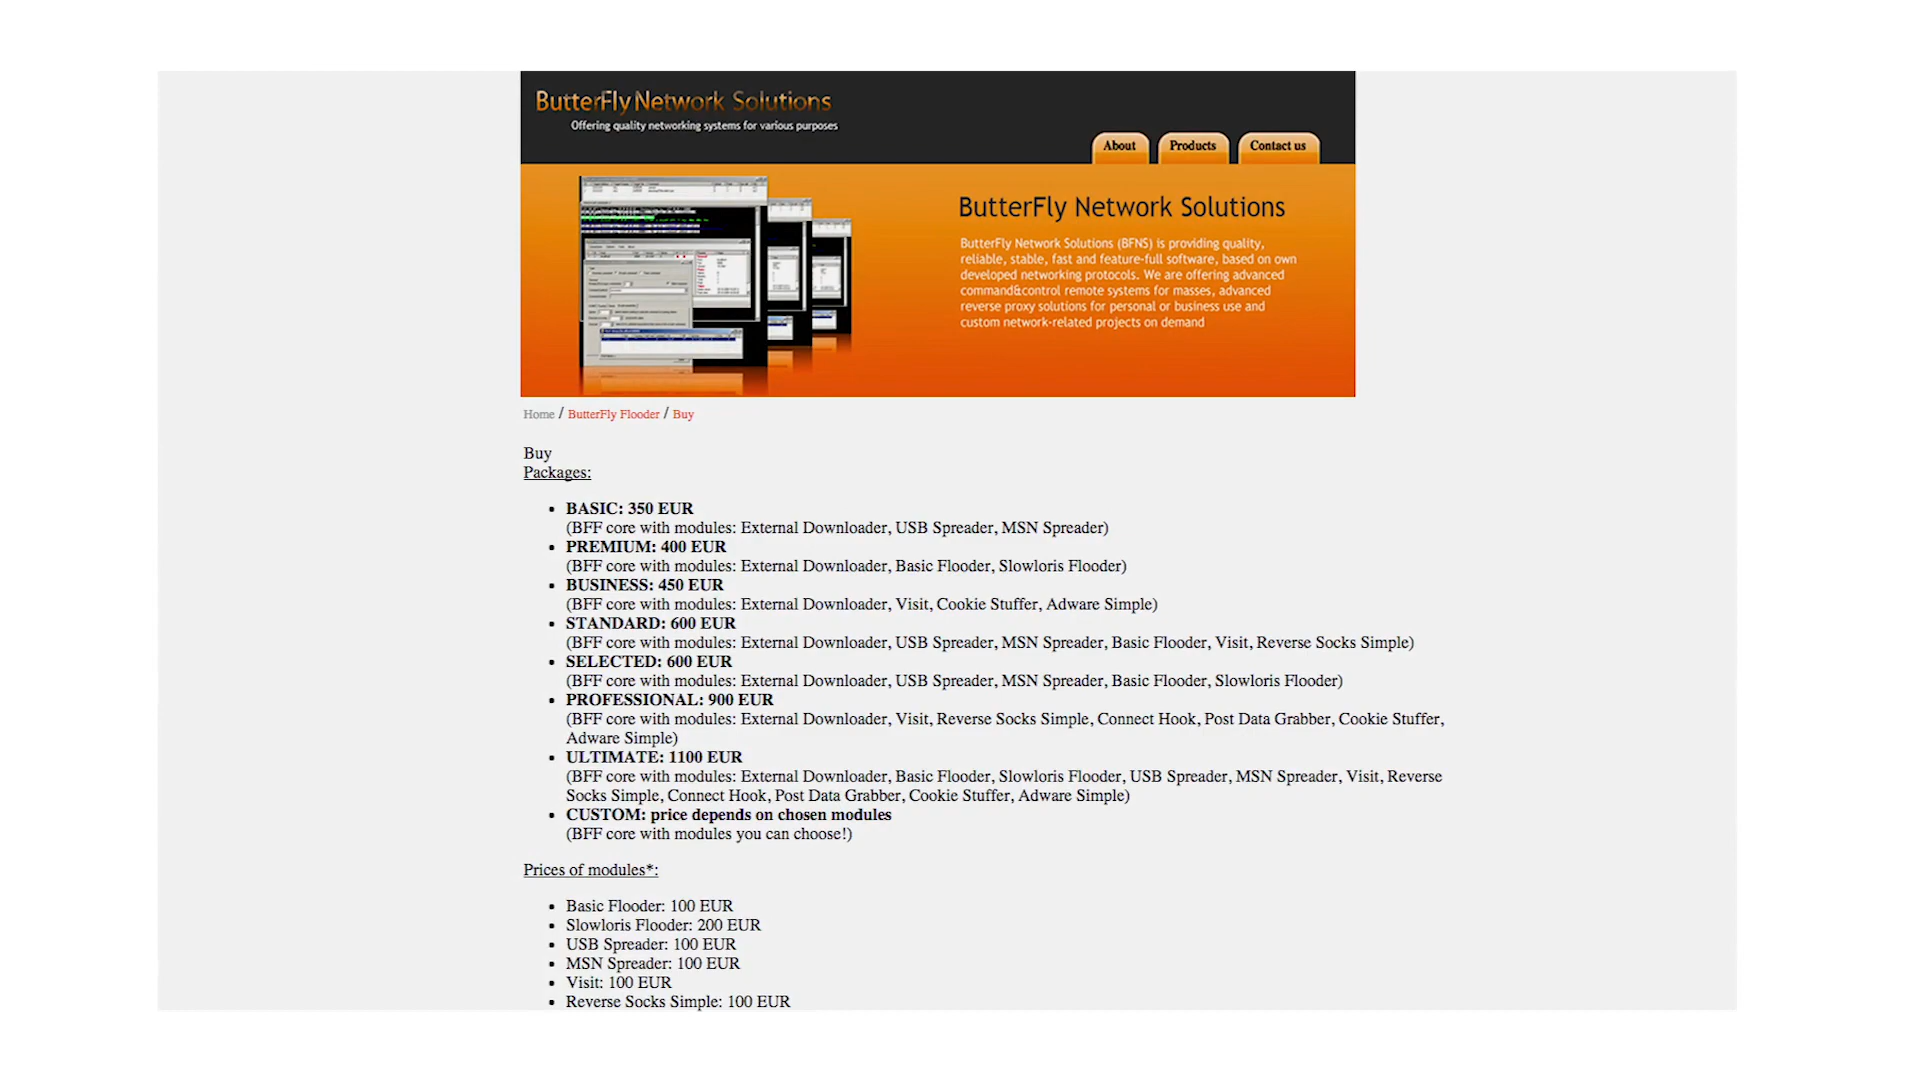 ButterFly Network Solutions
Offering quality networking systems for various purposes
About
Products
Contact us
ButterFly Network Solutions
ButterFly Network Solutions (BFNS) is providing quality,
reliable, stable, fast and feature-full software, based on own
developed networking protocols. We are offering advanced
command&control remote systems for masses, advanced
reverse proxy solutions for personal or business use and
custom network-related projects on demand
Home / ButterFly Flooder / Buy
Buy
Packages:
• BASIC: 350 EUR
(BFF core with modules: External Downloader, USB Spreader, MSN Spreader)
• PREMIUM: 400 EUR
(BFF core with modules: External Downloader, Basic Flooder, Slowloris Flooder)
• BUSINESS: 450 EUR
(BFF core with modules: External Downloader, Visit, Cookie Stuffer, Adware Simple)
• STANDARD: 600 EUR
(BFF core with modules: External Downloader, USB Spreader, MSN Spreader, Basic Flooder, Visit, Reverse Socks Simple)
• SELECTED: 600 EUR
(BFF core with modules: External Downloader, USB Spreader, MSN Spreader, Basic Flooder, Slowloris Flooder)
• PROFESSIONAL: 900 EUR
(BFF core with modules: External Downloader, Visit, Reverse Socks Simple, Connect Hook, Post Data Grabber, Cookie Stuffer,
Adware Simple)
• ULTIMATE: 1100 EUR
(BFF core with modules: External Downloader, Basic Flooder, Slowloris Flooder, USB Spreader, MSN Spreader, Visit, Reverse
Socks Simple, Connect Hook, Post Data Grabber, Cookie Stuffer, Adware Simple)
• CUSTOM: price depends on chosen modules
(BFF core with modules you can choose!)
Prices of modules*:
• Basic Flooder: 100 EUR
• Slowloris Flooder: 200 EUR
• USB Spreader: 100 EUR
• MSN Spreader: 100 EUR
• Visit: 100 EUR
• Reverse Socks Simple: 100 EUR